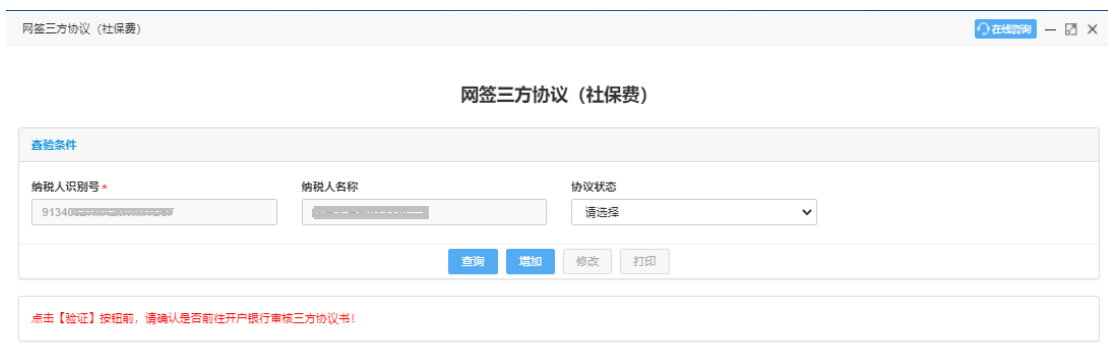 网签三方协议（社保费） 在线咨询
网签三方协议（社保费）
查验条件
纳税人识别号* 纳税人名称 协议状态
91340 请选择
查询 增加 修改 打印
点击【验证】按钮前，请确认是否前往开户银行审核三方协议书！